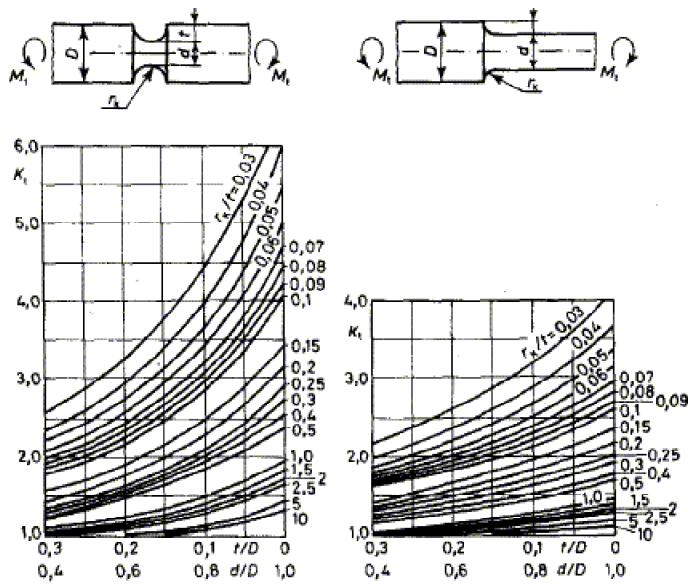 t
D
d
M_t
M_t
r_k
D
d
M_t
M_t
r_k
6,0
K_t
5,0
4,0
3,0
2,0
1,0
r_k/t=0,03
0,04
0,05
0,06
0,07
0,08
0,09
0,1
0,15
0,2
0,25
0,3
0,4
0,5
1,0
1,5
2
2,5
5
10
0,3 0,2 0,1 t/D 0
0,4 0,6 0,8 d/D 1,0
4,0
K_t
3,0
2,0
1,0
r_k/t=0,03
0,04
0,05
0,06
0,07
0,08
0,09
0,1
0,15
0,2
0,25
0,3
0,4
0,5
1,0
1,5
2
5
2,5
10
0,3 0,2 0,1 t/D 0
0,4 0,6 0,8 d/D 1,0